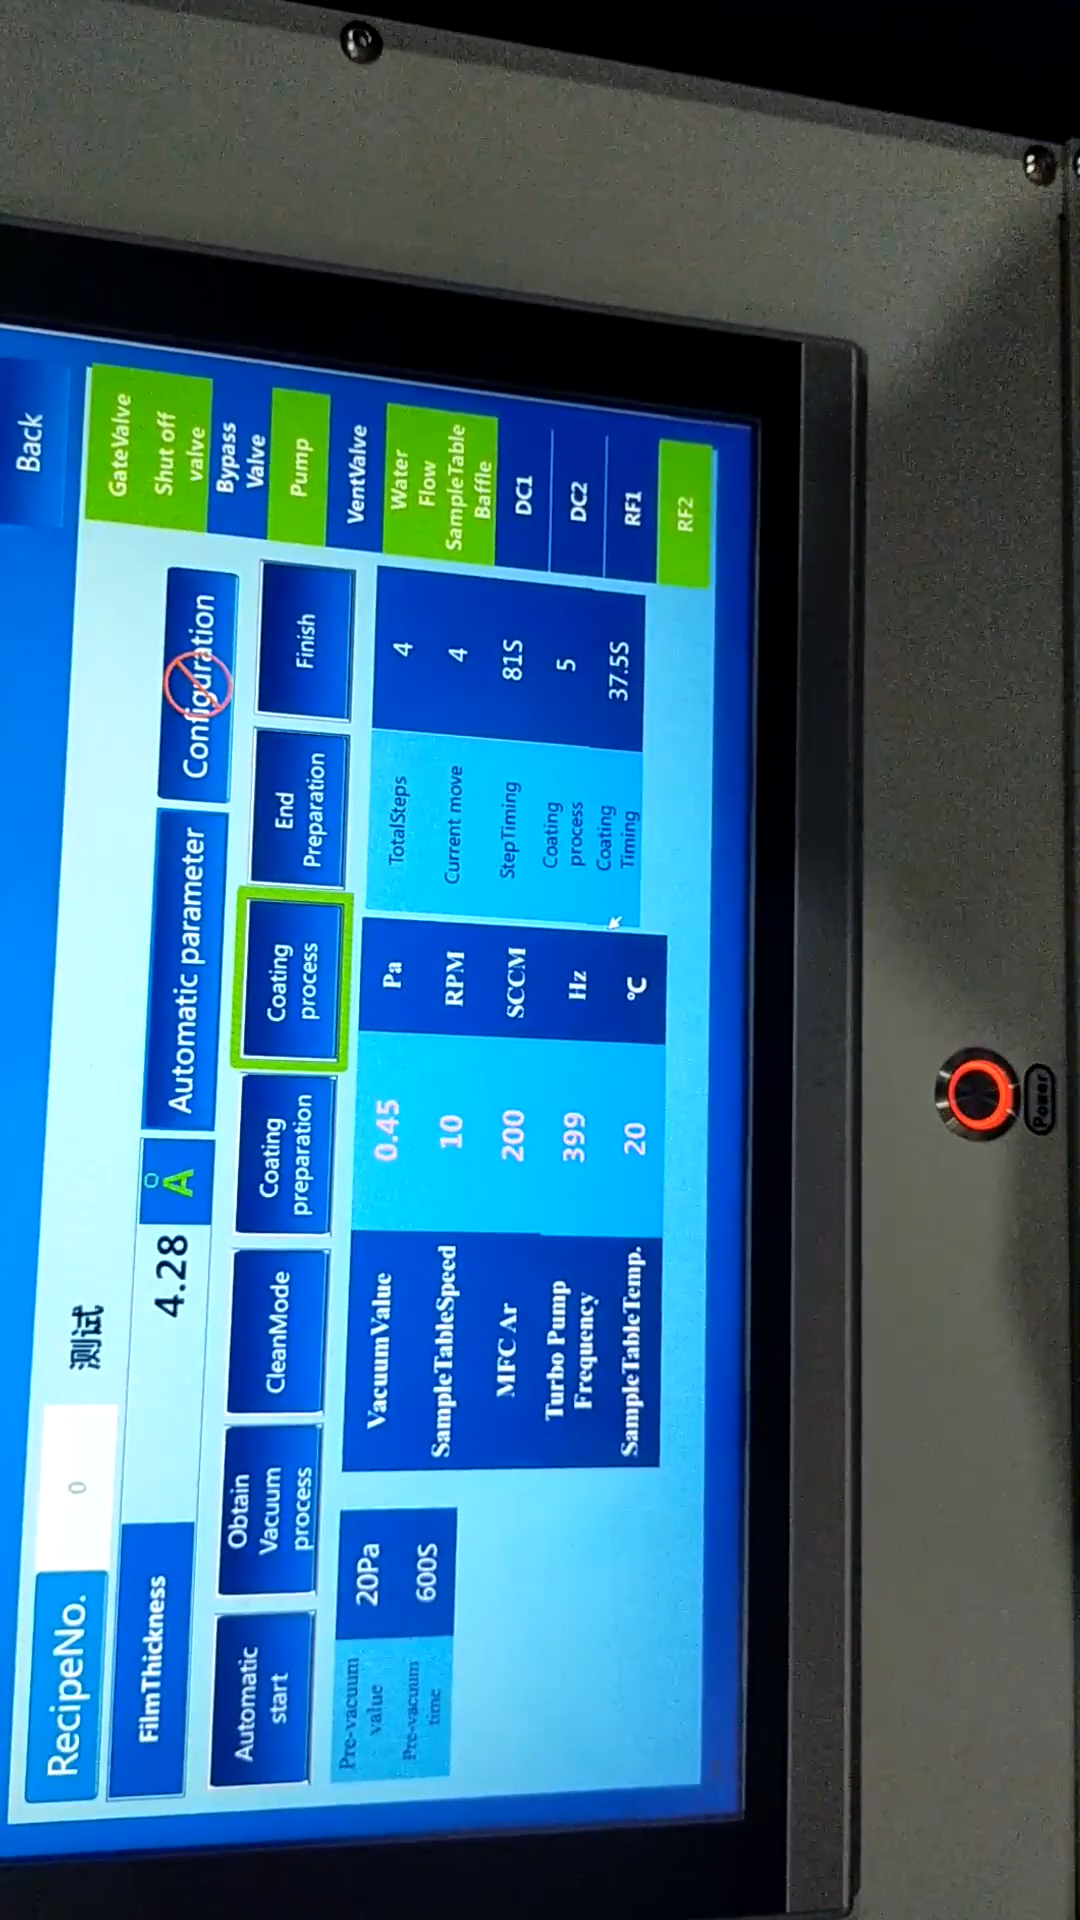 Back
RecipeNo.
0
测试
FilmThickness
4.28
Å
Automatic parameter
Configuration
Automatic
start
Obtain
Vacuum
process
CleanMode
Coating
preparation
Coating
process
End
Preparation
Finish
Pre-vacuum
value
20Pa
Pre-vacuum
time
600S
VacuumValue
0.45
Pa
SampleTableSpeed
10
RPM
MFC Ar
200
SCCM
Turbo Pump
Frequency
399
Hz
SampleTableTemp.
20
℃
TotalSteps
4
Current move
4
StepTiming
81S
Coating
process
5
Coating
Timing
37.5S
GateValve
Shut off
valve
Bypass
Valve
Pump
VentValve
Water
Flow
SampleTable
Baffle
DC1
DC2
RF1
RF2
Power